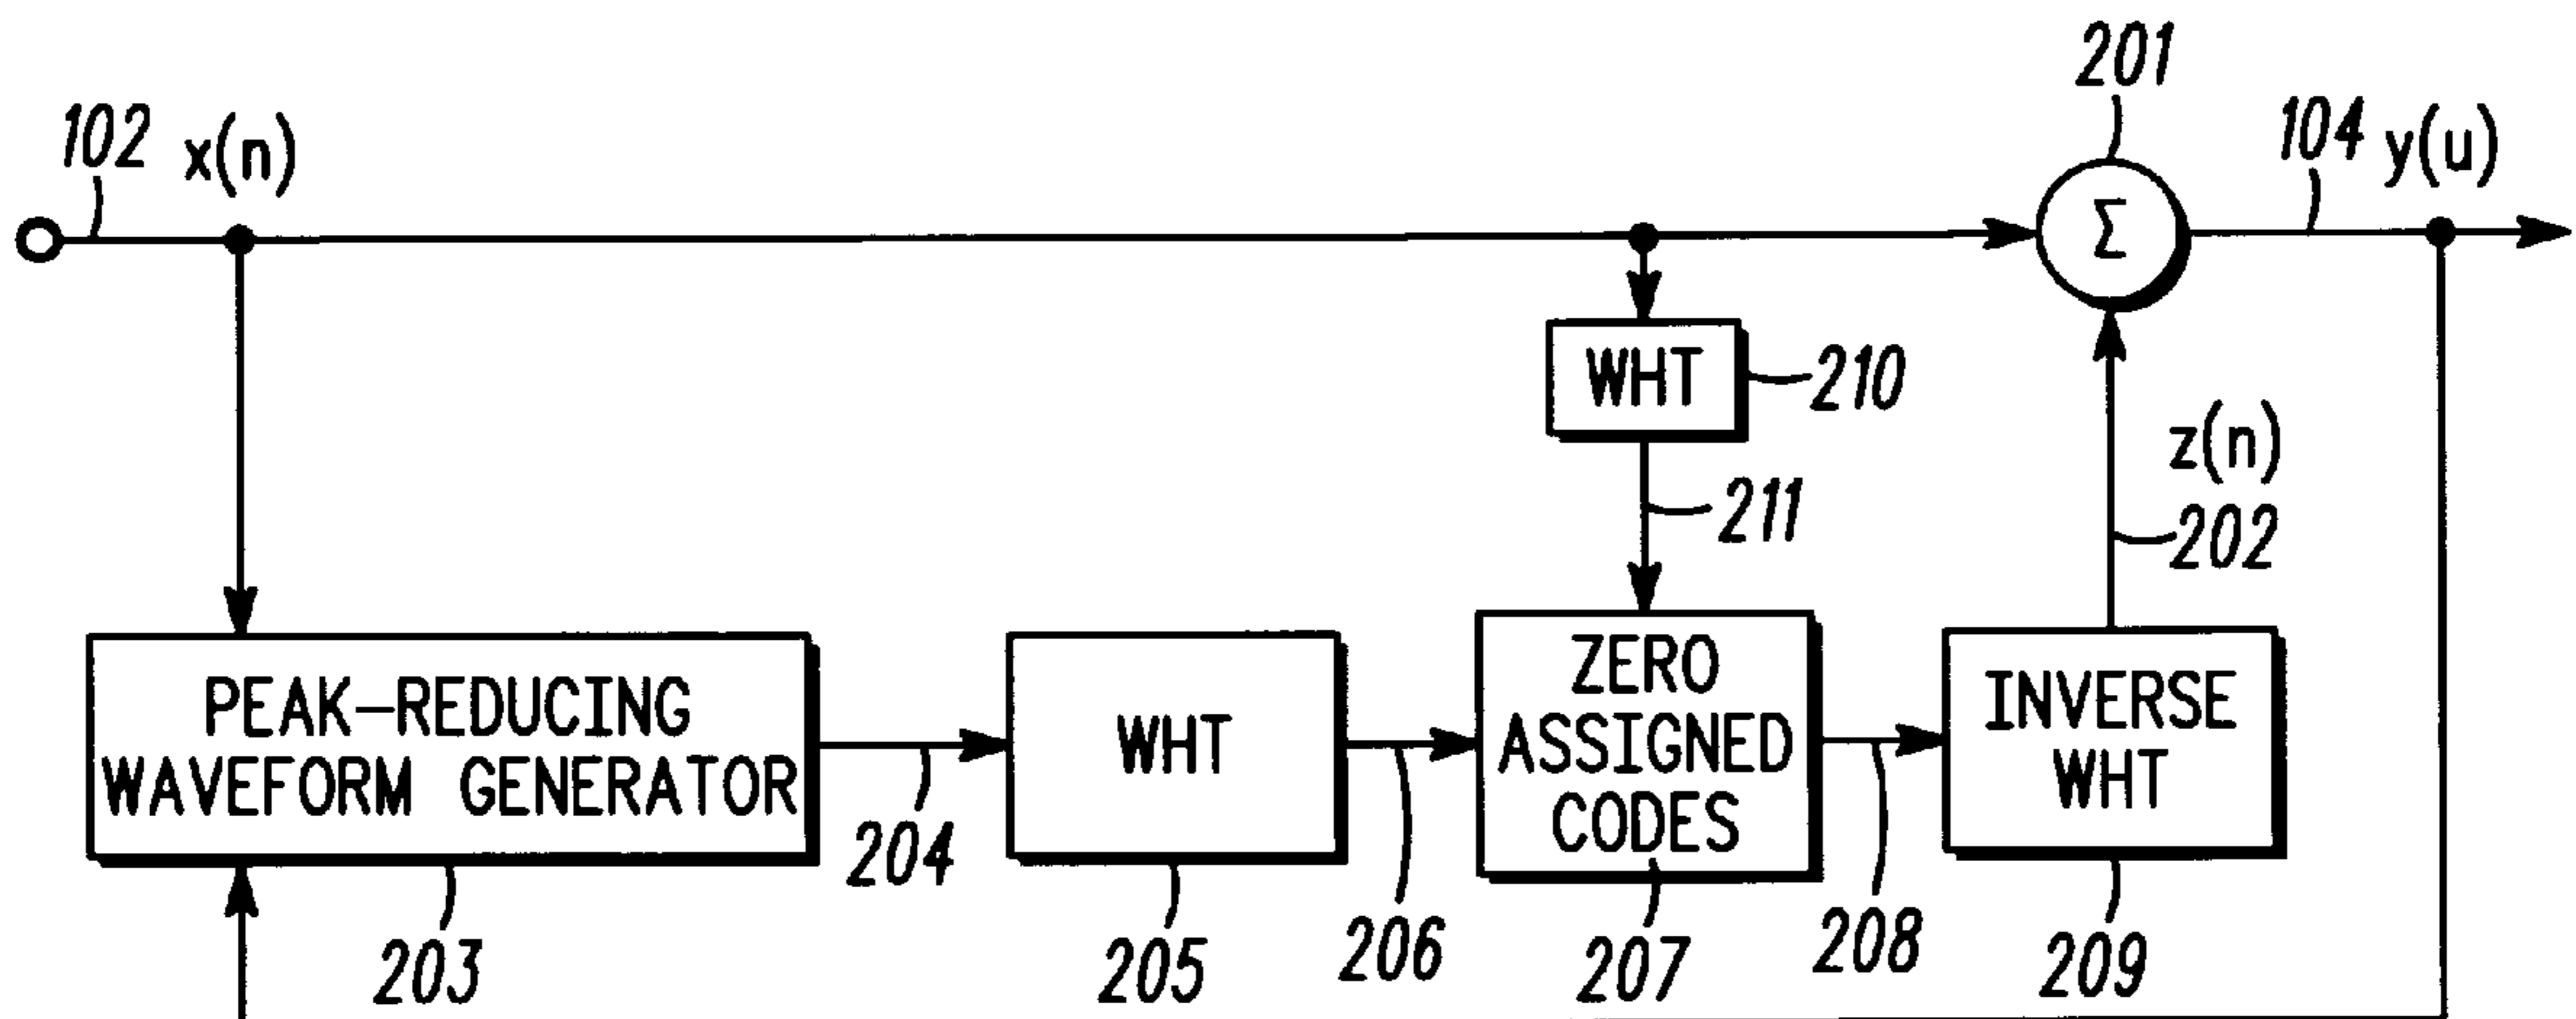 201
102 x(n)
104 y(u)
Σ
WHT
210
z(n)
211
202
PEAK-REDUCING
WAVEFORM GENERATOR
WHT
ZERO
ASSIGNED
CODES
INVERSE
WHT
204
203
205
206
207
208
209